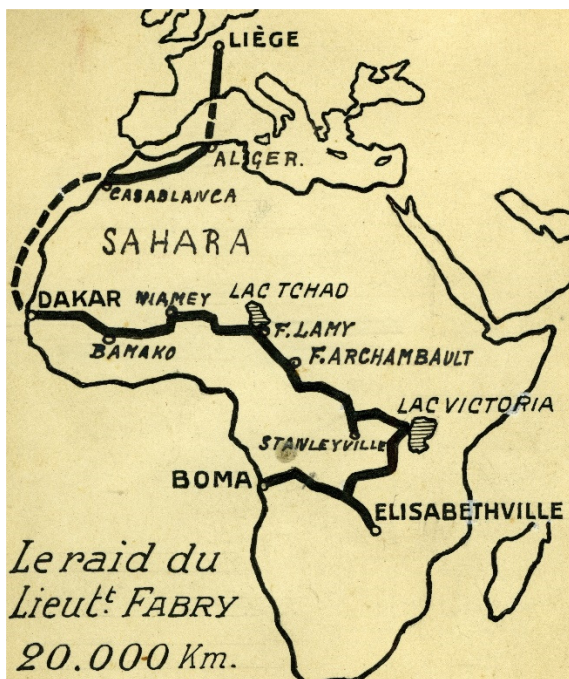 LIÈGE
ALGER.
CASABLANCA
SAHARA
DAKAR
NIAMEY
LAC TCHAD
F. LAMY
BAMAKO
F. ARCHAMBAULT
LAC VICTORIA
STANLEYVILLE
BOMA
ELISABETHVILLE
Le raid du
Lieutt. FABRY
20.000 Km.